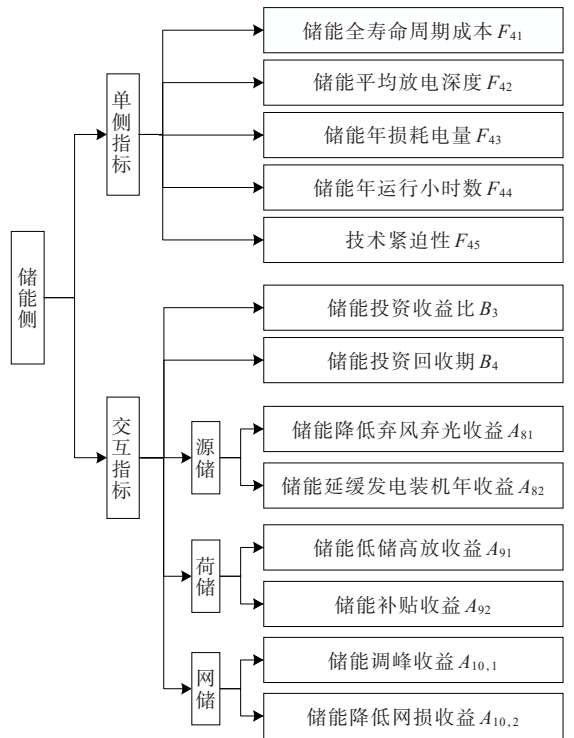 储能侧
单侧指标
储能全寿命周期成本 F41
储能平均放电深度 F42
储能年损耗电量 F43
储能年运行小时数 F44
技术紧迫性 F45
交互指标
储能投资收益比 B3
储能投资回收期 B4
源储
储能降低弃风弃光收益 A81
储能延缓发电装机年收益 A82
荷储
储能低储高放收益 A91
储能补贴收益 A92
网储
储能调峰收益 A10,1
储能降低网损收益 A10,2